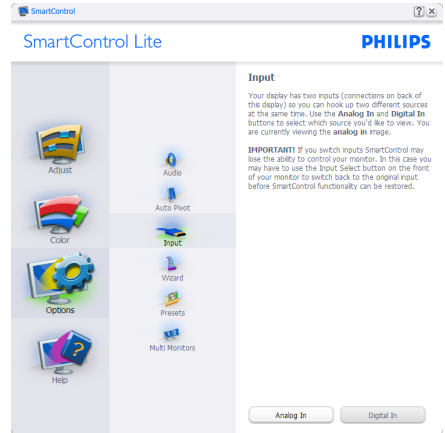 SmartControl
SmartControl Lite
PHILIPS
Adjust
Color
Options
Help
Audio
Auto Pivot
Input
Wizard
Presets
Multi Monitors
Input
Your display has two inputs (connections on back of
this display) so you can hook up two different sources
at the same time. Use the Analog In and Digital In
buttons to select which source you'd like to view. You
are currently viewing the analog in image.
IMPORTANT! If you switch inputs SmartControl may
lose the ability to control your monitor. In this case you
may have to use the Input Select button on the front
of your monitor to switch back to the original input
before SmartControl functionality can be restored.
Analog In
Digital In